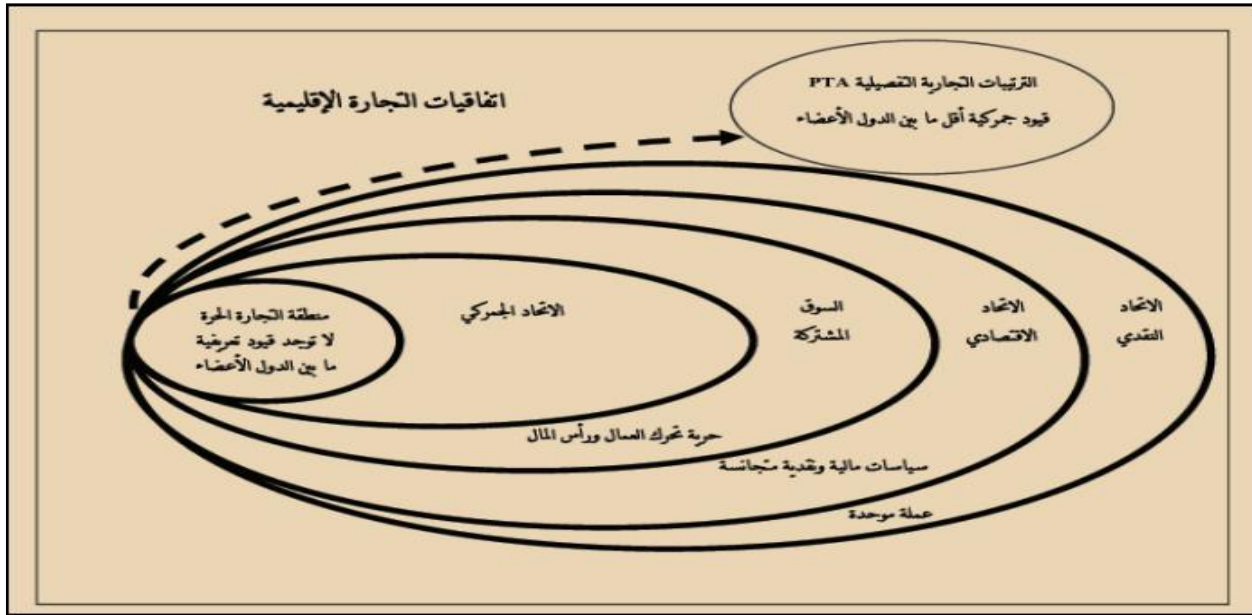 الترتيبات التجارية التفصيلية PTA
قيود جمركية أقل ما بين الدول الأعضاء
اتفاقيات التجارة الإقليمية
الاتحاد
النقدي
الاتحاد
الاقتصادي
السوق
المشتركة
الاتحاد الجمركي
منطقة التجارة الحرة
لا توجد قيود تعريفية
ما بين الدول الأعضاء
حرية تحرك العمال ورأس المال
سياسات مالية ونقدية متجانسة
عملة موحدة